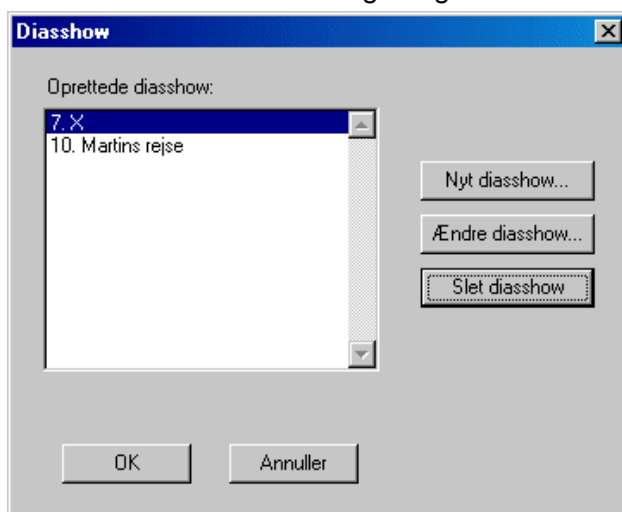 Diasshow
Oprettede diasshow:
7. X
10. Martins rejse
Nyt diasshow...
Ændre diasshow...
Slet diasshow
OK
Annuller